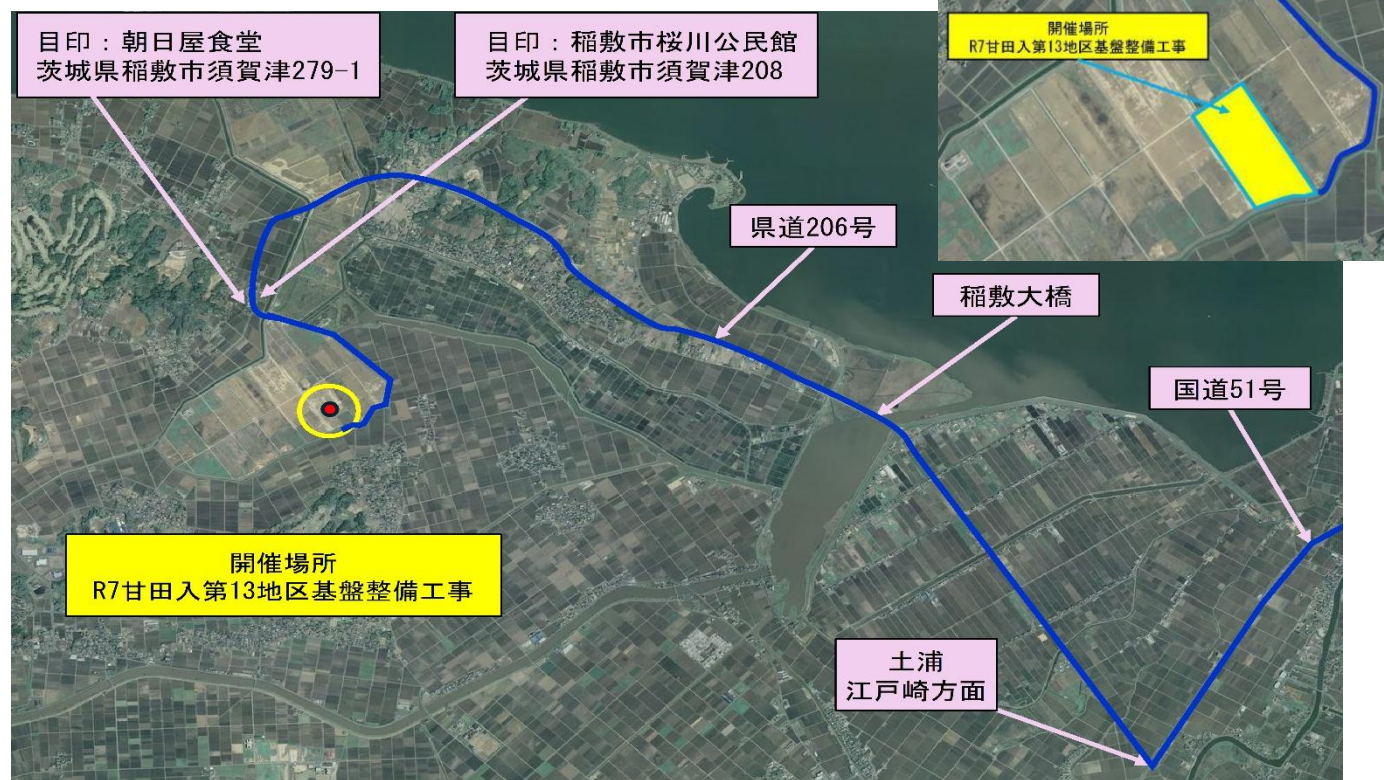 目印：朝日屋食堂
茨城県稲敷市須賀津279-1
目印：稲敷市桜川公民館
茨城県稲敷市須賀津208
開催場所
R7甘田入第13地区基盤整備工事
県道206号
稲敷大橋
国道51号
開催場所
R7甘田入第13地区基盤整備工事
土浦
江戸崎方面